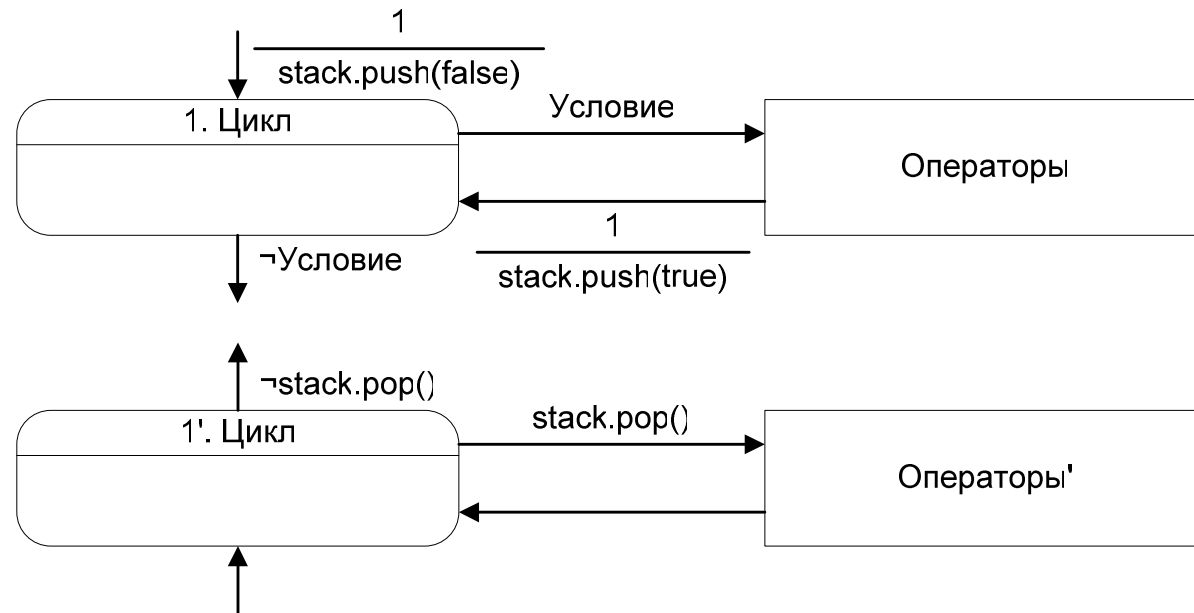 1
stack.push(false)
1. Цикл
Условие
Операторы
1
stack.push(true)
¬Условие
¬stack.pop()
1'. Цикл
stack.pop()
Операторы'